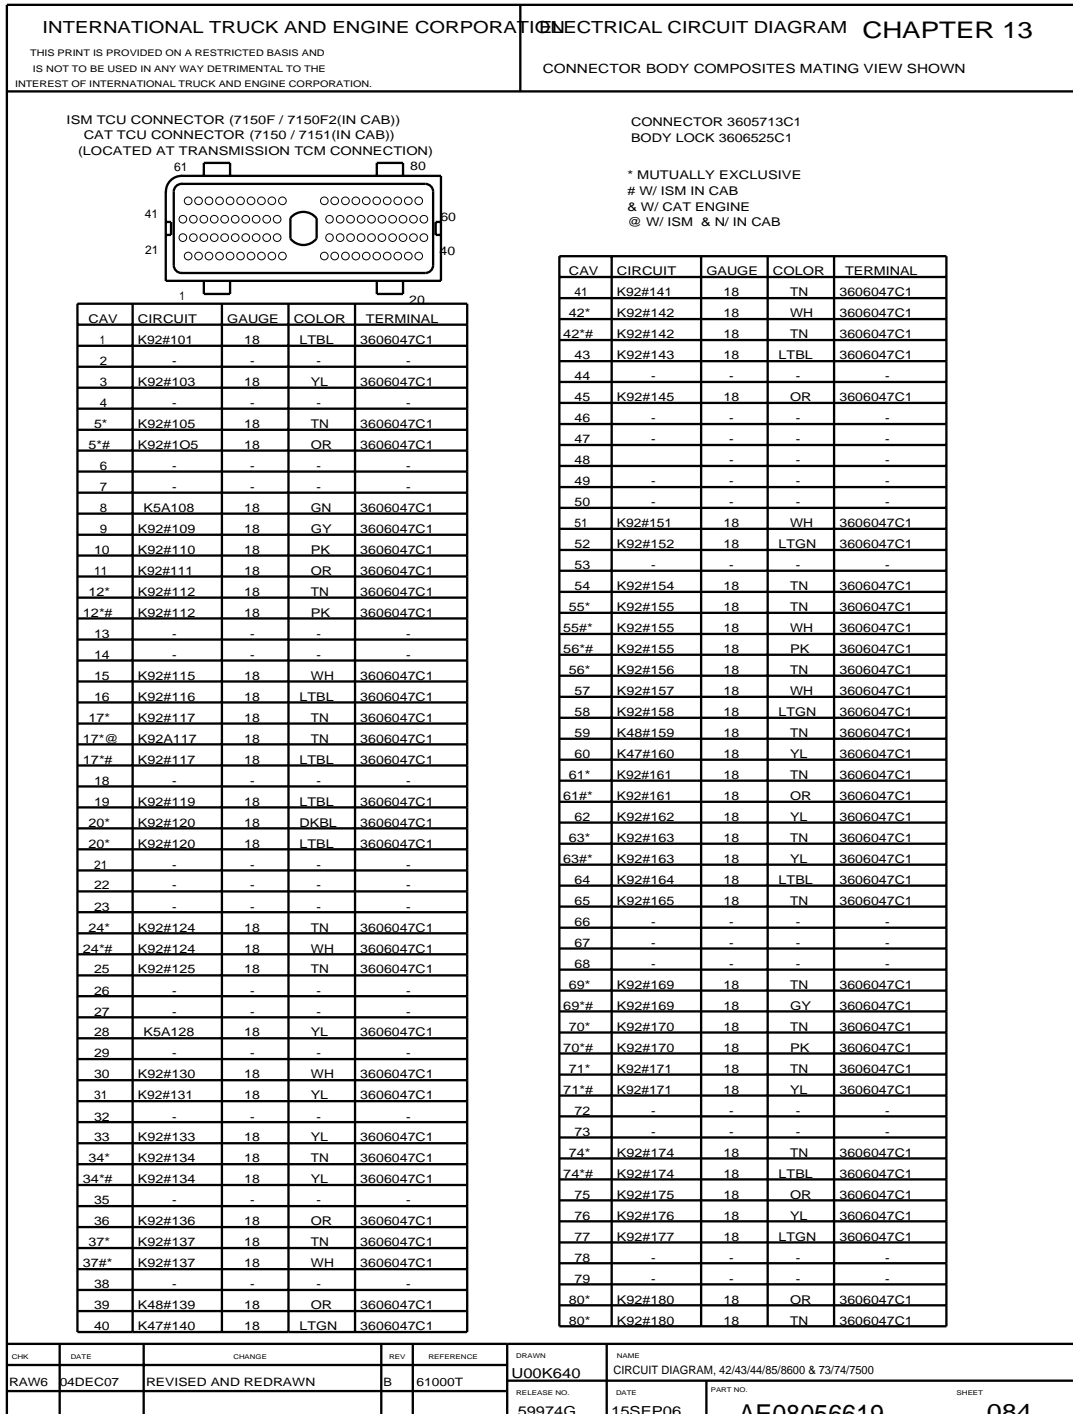 INTERNATIONAL TRUCK AND ENGINE CORPORATION
THIS PRINT IS PROVIDED ON A RESTRICTED BASIS AND
IS NOT TO BE USED IN ANY WAY DETRIMENTAL TO THE
INTEREST OF INTERNATIONAL TRUCK AND ENGINE CORPORATION.
ELECTRICAL CIRCUIT DIAGRAM CHAPTER 13
CONNECTOR BODY COMPOSITES MATING VIEW SHOWN
ISM TCU CONNECTOR (7150F / 7150F2(IN CAB))
CAT TCU CONNECTOR (7150 / 7151(IN CAB))
(LOCATED AT TRANSMISSION TCM CONNECTION)
61 80
41 60
21 40
1 20
CONNECTOR 3605713C1
BODY LOCK 3606525C1
* MUTUALLY EXCLUSIVE
# W/ ISM IN CAB
& W/ CAT ENGINE
@ W/ ISM & N/ IN CAB
CAV CIRCUIT GAUGE COLOR TERMINAL
1 K92#101 18 LTBL 3606047C1
2 - - - -
3 K92#103 18 YL 3606047C1
4 - - - -
5* K92#105 18 TN 3606047C1
5*# K92#1O5 18 OR 3606047C1
6 - - - -
7 - - - -
8 K5A108 18 GN 3606047C1
9 K92#109 18 GY 3606047C1
10 K92#110 18 PK 3606047C1
11 K92#111 18 OR 3606047C1
12* K92#112 18 TN 3606047C1
12*# K92#112 18 PK 3606047C1
13 - - - -
14 - - - -
15 K92#115 18 WH 3606047C1
16 K92#116 18 LTBL 3606047C1
17* K92#117 18 TN 3606047C1
17*@ K92A117 18 TN 3606047C1
17*# K92#117 18 LTBL 3606047C1
18 - - - -
19 K92#119 18 LTBL 3606047C1
20* K92#120 18 DKBL 3606047C1
20* K92#120 18 LTBL 3606047C1
21 - - - -
22 - - - -
23 - - - -
24* K92#124 18 TN 3606047C1
24*# K92#124 18 WH 3606047C1
25 K92#125 18 TN 3606047C1
26 - - - -
27 - - - -
28 K5A128 18 YL 3606047C1
29 - - - -
30 K92#130 18 WH 3606047C1
31 K92#131 18 YL 3606047C1
32 - - - -
33 K92#133 18 YL 3606047C1
34* K92#134 18 TN 3606047C1
34*# K92#134 18 YL 3606047C1
35 - - - -
36 K92#136 18 OR 3606047C1
37* K92#137 18 TN 3606047C1
37#* K92#137 18 WH 3606047C1
38 - - - -
39 K48#139 18 OR 3606047C1
40 K47#140 18 LTGN 3606047C1
CAV CIRCUIT GAUGE COLOR TERMINAL
41 K92#141 18 TN 3606047C1
42* K92#142 18 WH 3606047C1
42*# K92#142 18 TN 3606047C1
43 K92#143 18 LTBL 3606047C1
44 - - - -
45 K92#145 18 OR 3606047C1
46 - - - -
47 - - - -
48 - - -
49 - - - -
50 - - -
51 K92#151 18 WH 3606047C1
52 K92#152 18 LTGN 3606047C1
53 - - - -
54 K92#154 18 TN 3606047C1
55* K92#155 18 TN 3606047C1
55#* K92#155 18 WH 3606047C1
56*# K92#155 18 PK 3606047C1
56* K92#156 18 TN 3606047C1
57 K92#157 18 WH 3606047C1
58 K92#158 18 LTGN 3606047C1
59 K48#159 18 TN 3606047C1
60 K47#160 18 YL 3606047C1
61* K92#161 18 TN 3606047C1
61#* K92#161 18 OR 3606047C1
62 K92#162 18 YL 3606047C1
63* K92#163 18 TN 3606047C1
63#* K92#163 18 YL 3606047C1
64 K92#164 18 LTBL 3606047C1
65 K92#165 18 TN 3606047C1
66 - - - -
67 - - - -
68 - - - -
69* K92#169 18 TN 3606047C1
69*# K92#169 18 GY 3606047C1
70* K92#170 18 TN 3606047C1
70*# K92#170 18 PK 3606047C1
71* K92#171 18 TN 3606047C1
71*# K92#171 18 YL 3606047C1
72 - - - -
73 - - - -
74* K92#174 18 TN 3606047C1
74*# K92#174 18 LTBL 3606047C1
75 K92#175 18 OR 3606047C1
76 K92#176 18 YL 3606047C1
77 K92#177 18 LTGN 3606047C1
78 - - - -
79 - - - -
80* K92#180 18 OR 3606047C1
80* K92#180 18 TN 3606047C1
CHK DATE CHANGE REV REFERENCE
RAW6 04DEC07 REVISED AND REDRAWN B 61000T
DRAWN
U00K640
NAME
CIRCUIT DIAGRAM, 42/43/44/85/8600 & 73/74/7500
RELEASE NO. DATE PART NO. SHEET
59974G 15SEP06 AE08056619 084